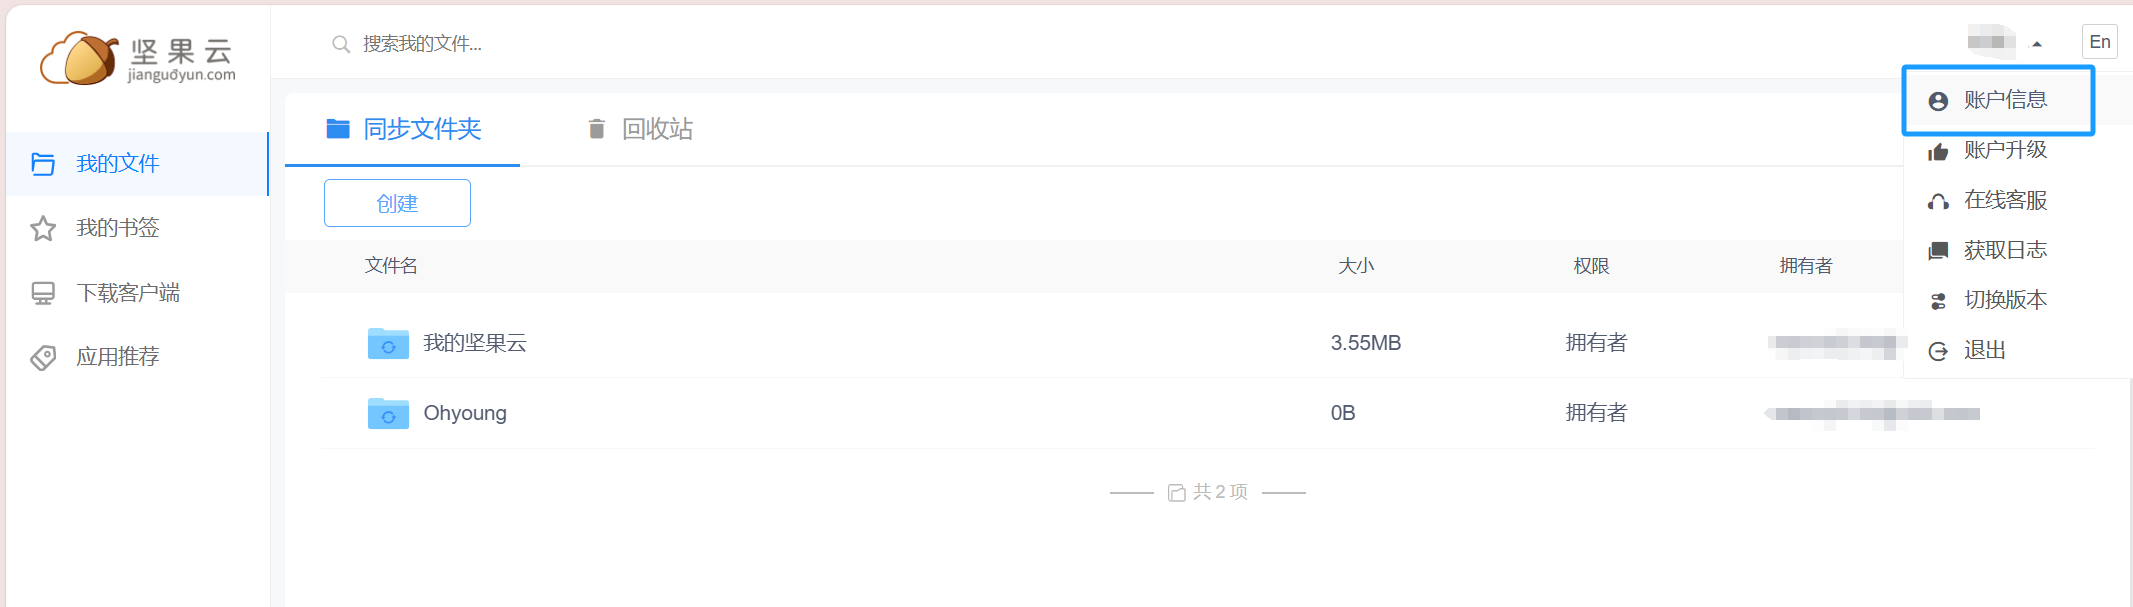 坚果云
jianguoyun.com
搜索我的文件...
En
我的文件
我的书签
下载客户端
应用推荐
同步文件夹
回收站
创建
文件名 大小 权限 拥有者
我的坚果云 3.55MB 拥有者
Ohyoung 0B 拥有者
共2项
账户信息
账户升级
在线客服
获取日志
切换版本
退出